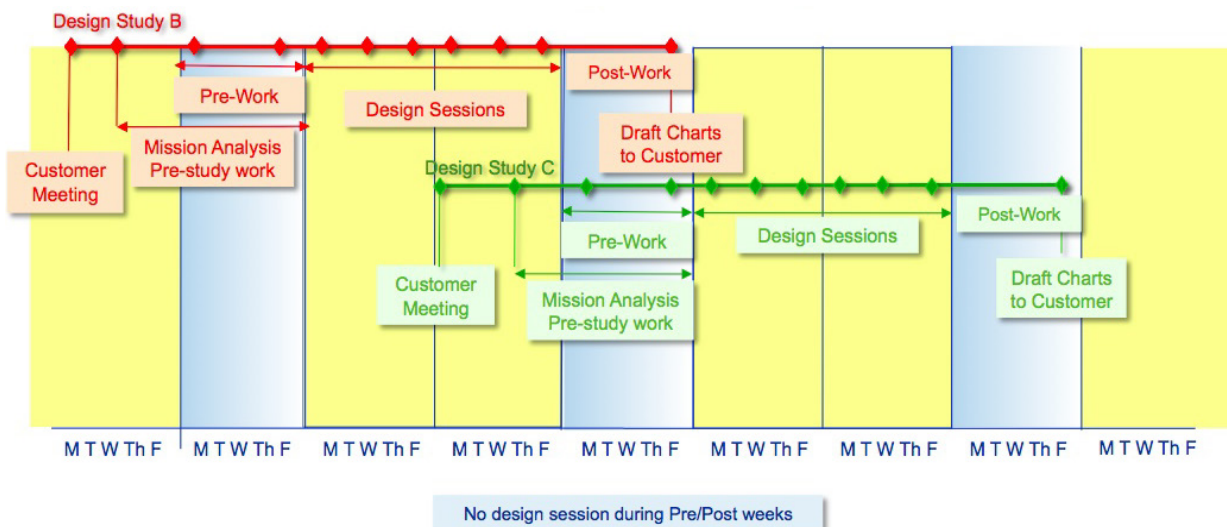 Design Study B
Pre-Work
Post-Work
Design Sessions
Customer
Meeting
Mission Analysis
Pre-study work
Draft Charts
to Customer
Design Study C
Pre-Work
Design Sessions
Post-Work
Customer
Meeting
Mission Analysis
Pre-study work
Draft Charts
to Customer
M T W Th F M T W Th F M T W Th F M T W Th F M T W Th F M T W Th F M T W Th F M T W Th F M T W Th F
No design session during Pre/Post weeks